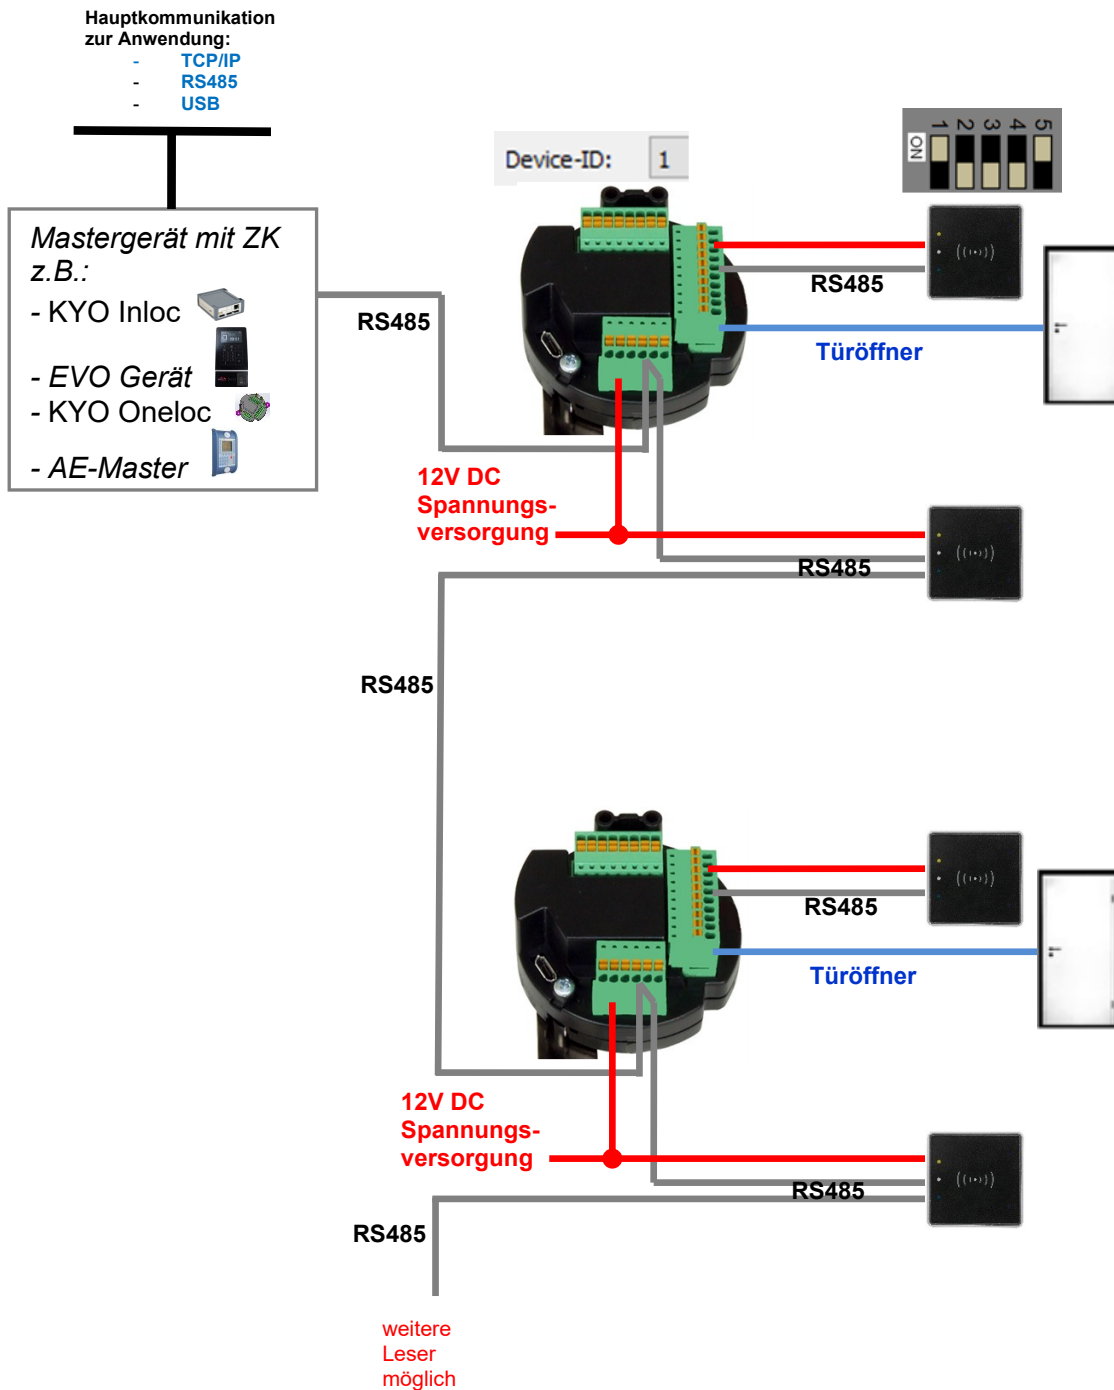 Hauptkommunikation
zur Anwendung:
- TCP/IP
- RS485
- USB
Mastergerät mit ZK
z.B.:
- KYO Inloc
- EVO Gerät
- KYO Oneloc
- AE-Master
Device-ID: 1
ON
1 2 3 4 5
RS485
RS485
Türöffner
12V DC
Spannungs-
versorgung
RS485
RS485
RS485
Türöffner
12V DC
Spannungs-
versorgung
RS485
RS485
weitere
Leser
möglich